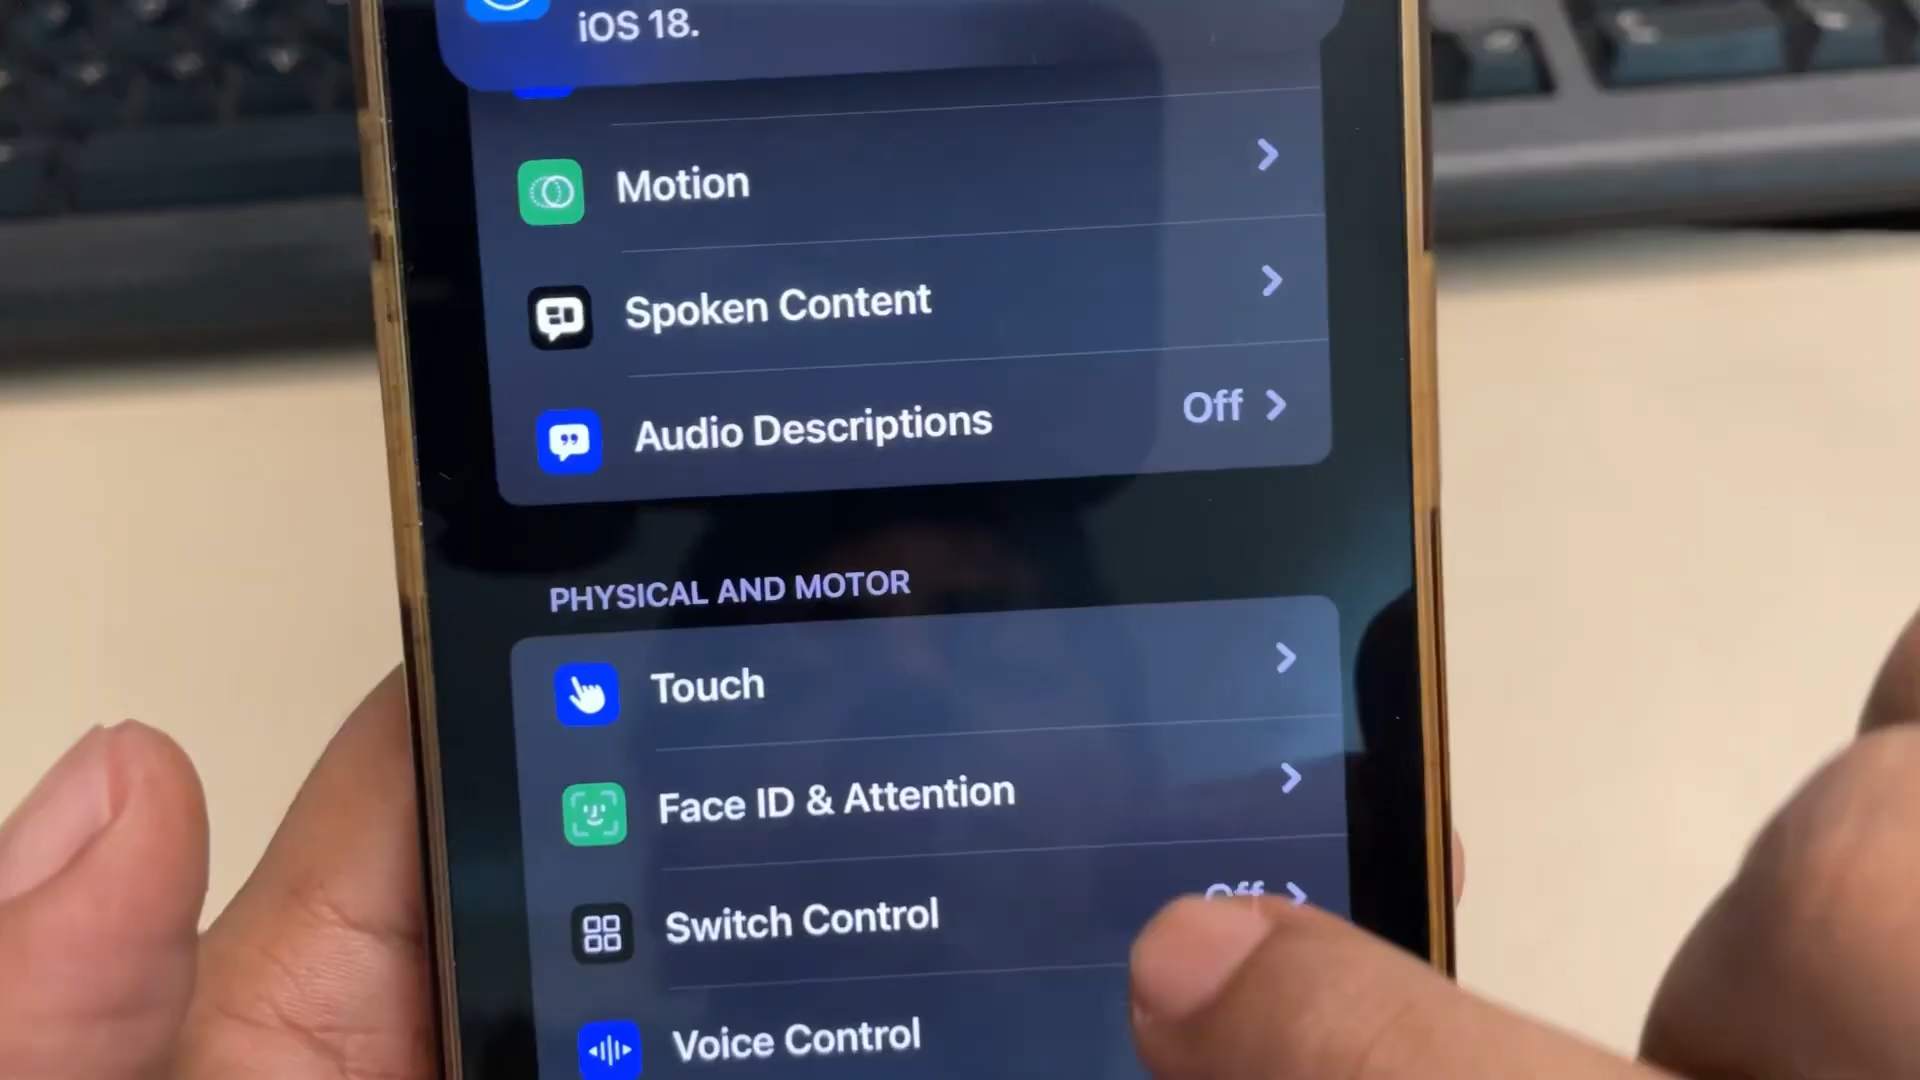 iOS 18.
Motion
Spoken Content
Audio Descriptions Off
PHYSICAL AND MOTOR
Touch
Face ID & Attention
Switch Control Off
Voice Control